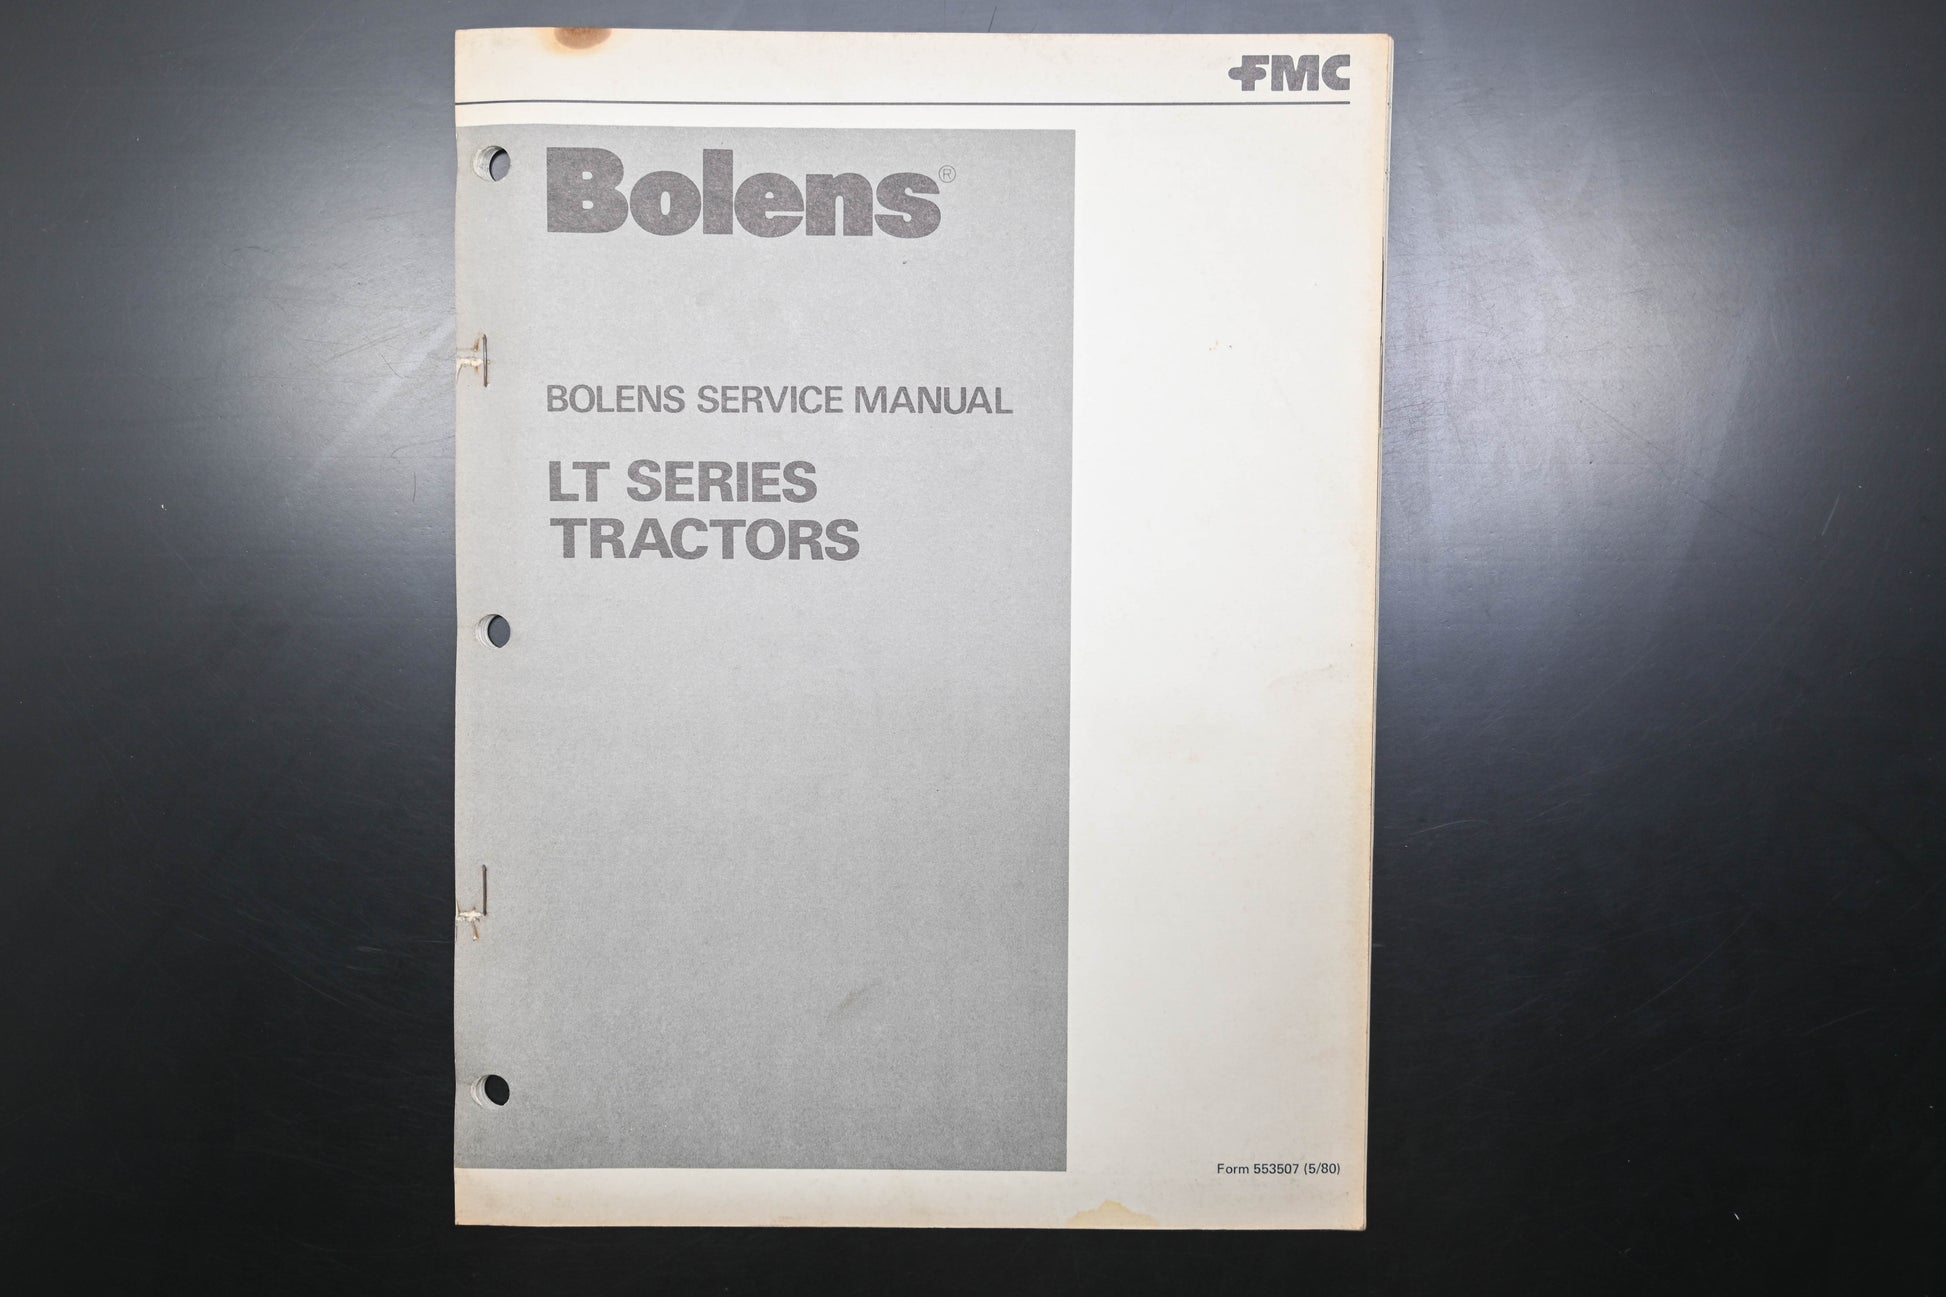 FMC
Bolens®
BOLENS SERVICE MANUAL
LT SERIES
TRACTORS
Form 553507 (5/80)